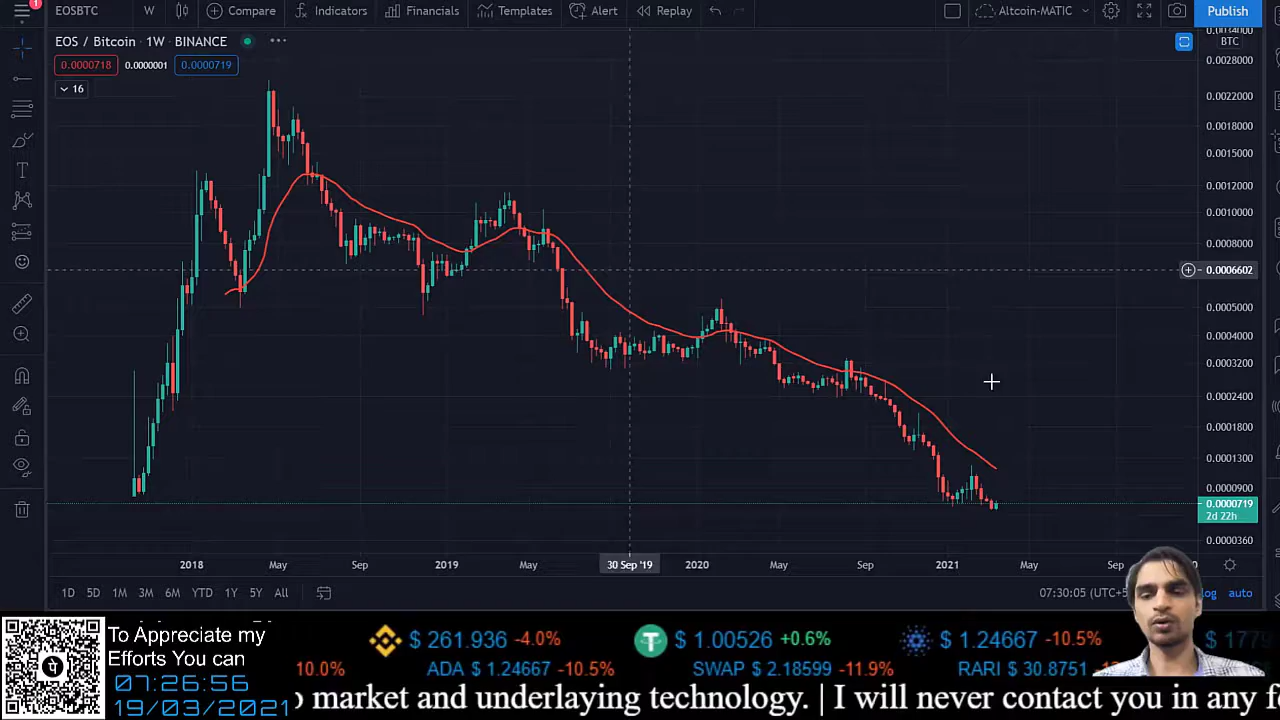 1
EOSBTC W Compare Indicators Financials Templates Alert Replay Altcoin-MATIC Publish
EOS / Bitcoin · 1W · BINANCE
0.0000718 0.0000001 0.0000719
16
BTC
0.0034000
0.0028000
0.0022000
0.0018000
0.0015000
0.0012000
0.0010000
0.0008000
0.0006602
0.0005000
0.0004000
0.0003200
0.0002400
0.0001800
0.0001300
0.0000900
0.0000719
2d 22h
0.0000360
2018 May Sep 2019 May 30 Sep '19 2020 May Sep 2021 May Sep
1D 5D 1M 3M 6M YTD 1Y 5Y All 07:30:05 (UTC+5 log auto
To Appreciate my
Efforts You can
07:26:56
19/03/2021
$ 261.936 -4.0% $ 1.00526 +0.6% $ 1.24667 -10.5%
10.0% ADA $ 1.24667 -10.5% SWAP $ 2.18599 -11.9% RARI $ 30.8751
market and underlaying technology. | I will never contact you in any